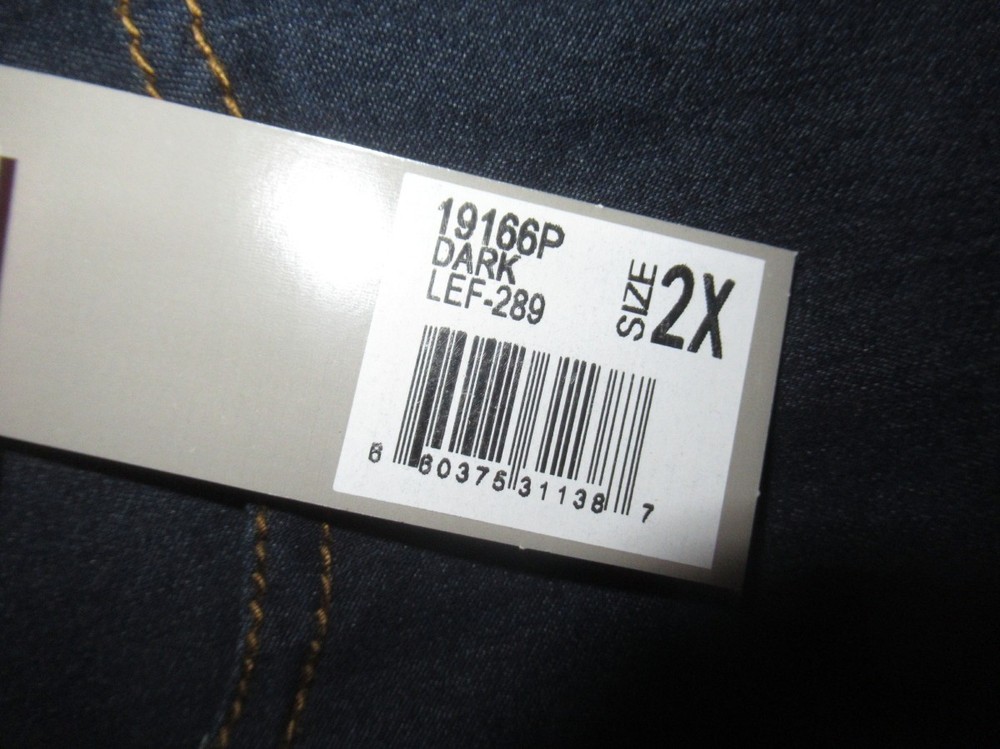 19166P
DARK
LEF-289
SIZE 2X
6 60375 31138 7